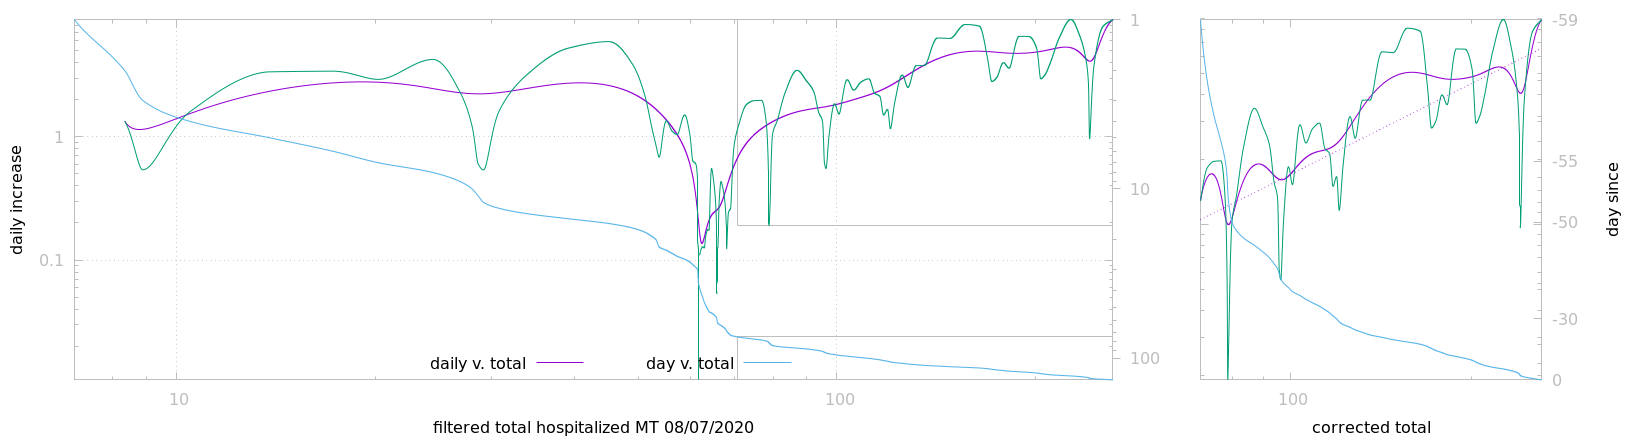 1
10
100
1
0.1
daily increase
daily v. total
day v. total
10
100
filtered total hospitalized MT 08/07/2020
-59
-55
-50
-30
0
day since
100
corrected total